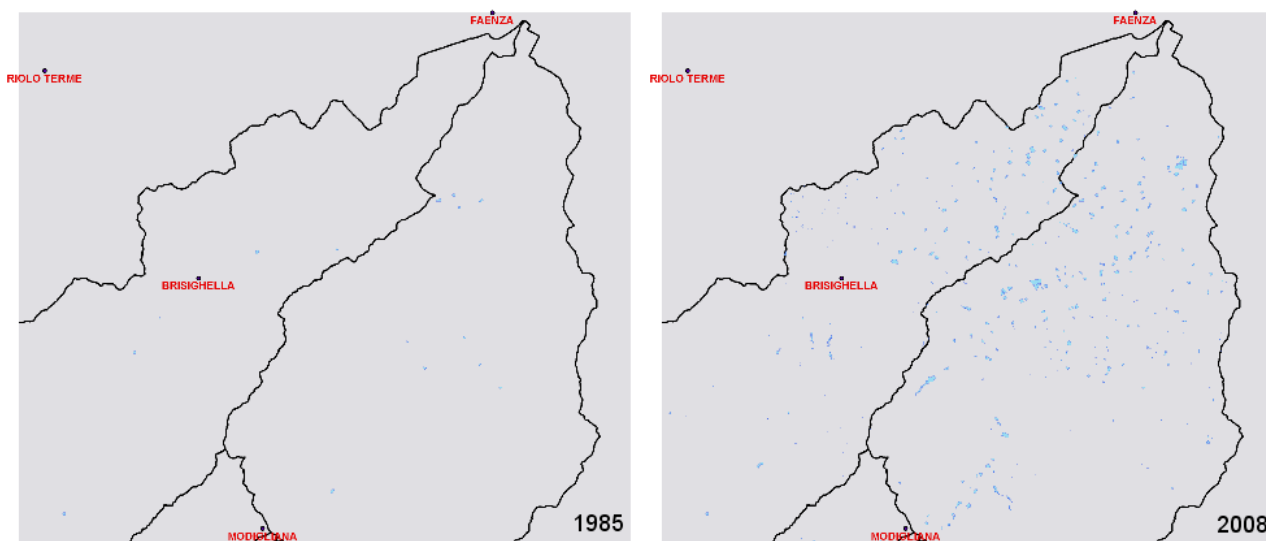 FAENZA
RIOLO TERME
BRISIGHELLA
MODIGLIANA
1985
FAENZA
RIOLO TERME
BRISIGHELLA
MODIGLIANA
2008